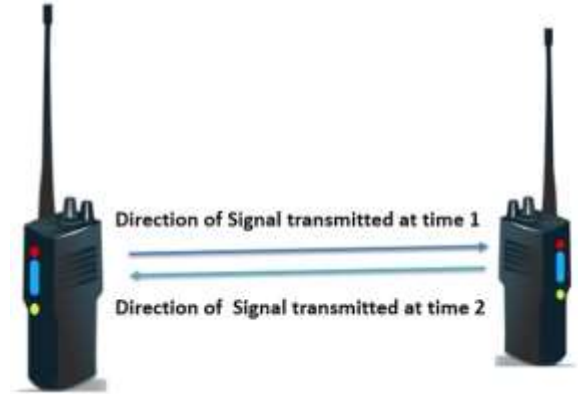 Direction of Signal transmitted at time 1
Direction of Signal transmitted at time 2